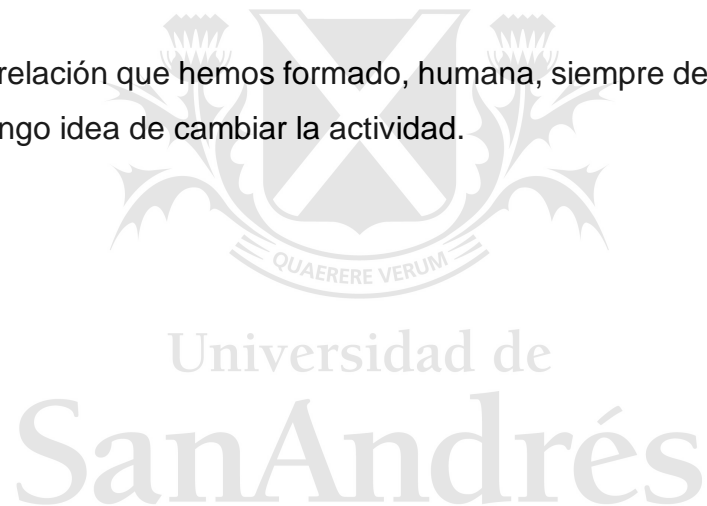 relación que hemos formado, humana, siempre de
ngo idea de cambiar la actividad.
QUAERERE VERUM
Universidad de
SanAndrés